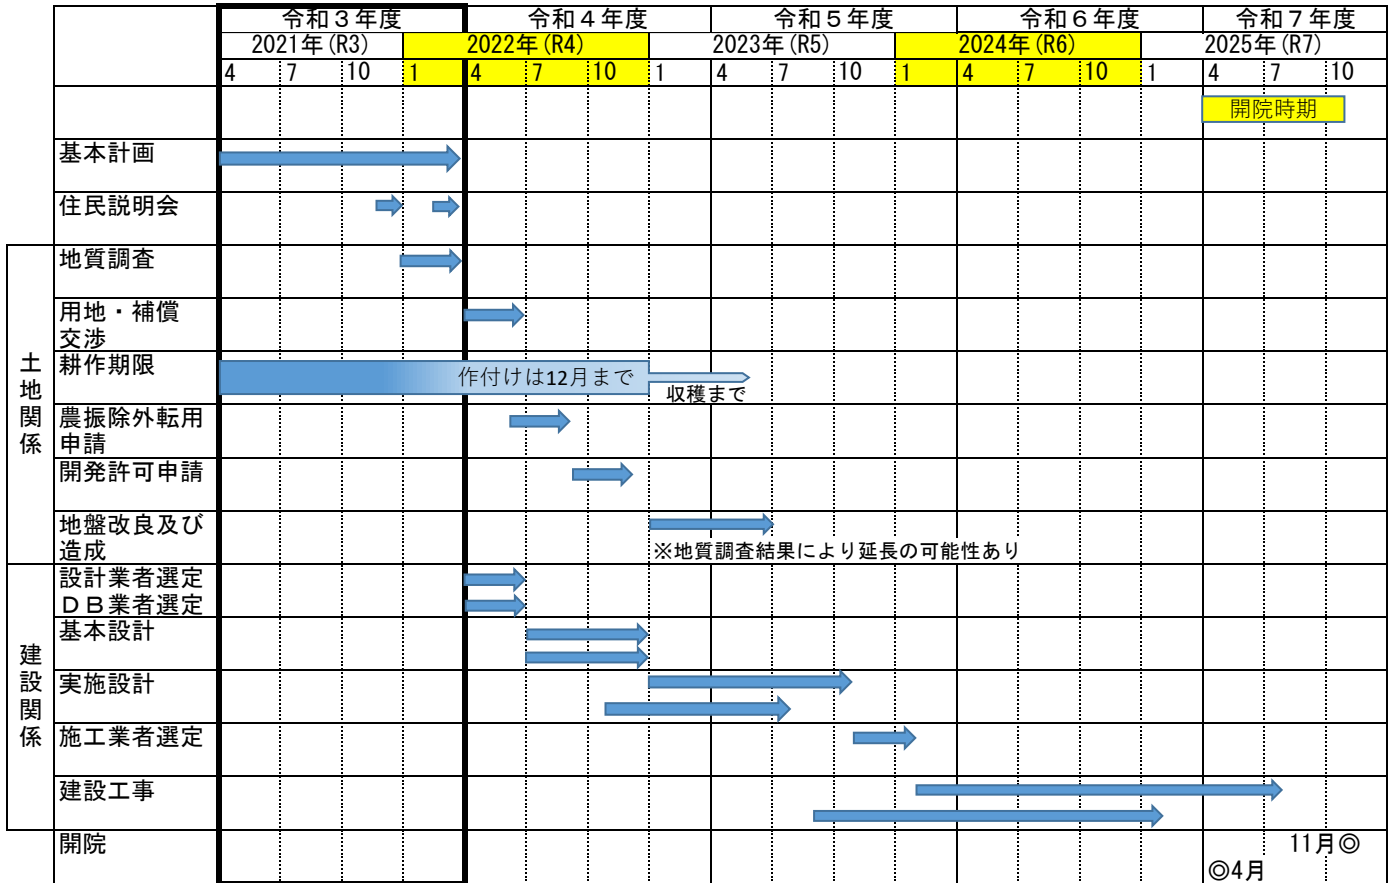 令和３年度 令和４年度 令和５年度 令和６年度 令和７年度
2021年(R3) 2022年(R4) 2023年(R5) 2024年(R6) 2025年(R7)
4 7 10 1 4 7 10 1 4 7 10 1 4 7 10 1 4 7 10
開院時期
基本計画
住民説明会
土地関係
地質調査
用地・補償
交渉
耕作期限
作付けは12月まで
収穫まで
農振除外転用
申請
開発許可申請
地盤改良及び
造成
※地質調査結果により延長の可能性あり
建設関係
設計業者選定
ＤＢ業者選定
基本設計
実施設計
施工業者選定
建設工事
開院
11月◎
◎4月